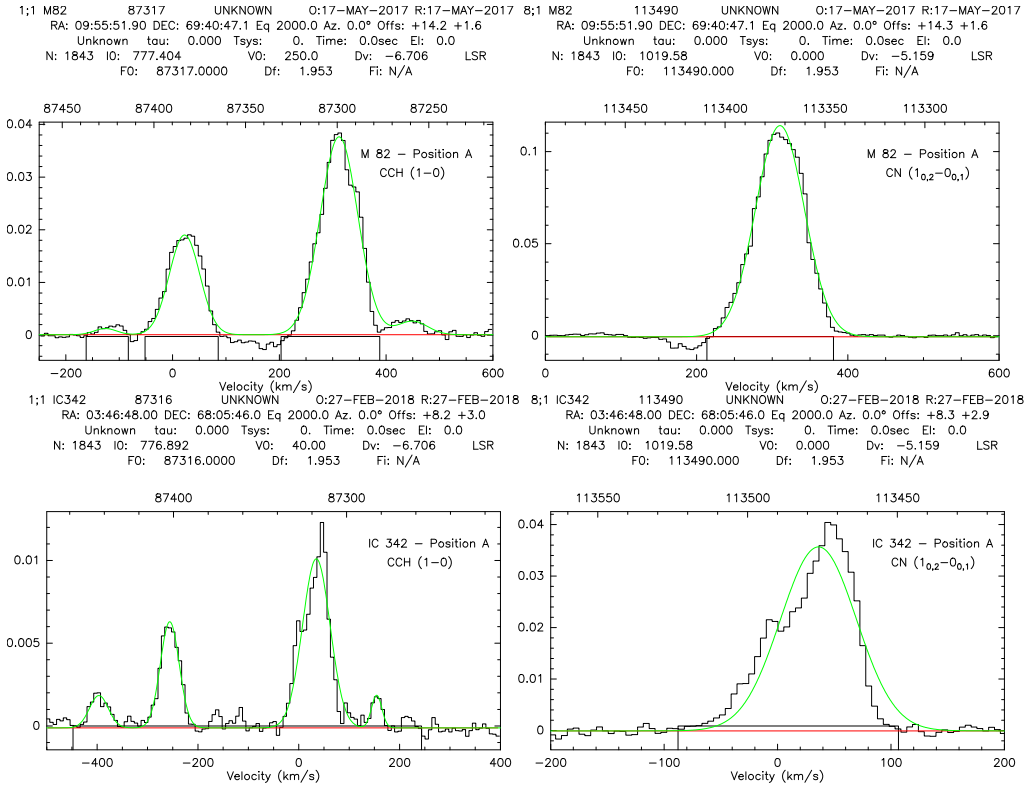 1;1 M82 87317 UNKNOWN O:17-MAY-2017 R:17-MAY-2017
RA: 09:55:51.90 DEC: 69:40:47.1 Eq 2000.0 Az. 0.0° Offs: +14.2 +1.6
Unknown tau: 0.000 Tsys: 0. Time: 0.0sec El: 0.0
N: 1843 I0: 777.404 V0: 250.0 Dv: -6.706 LSR
F0: 87317.0000 Df: 1.953 Fi: N/A
87450 87400 87350 87300 87250
0.04
M 82 - Position A
CCH (1-0)
0.03
0.02
0.01
0
-200 0 200 400 600
Velocity (km/s)
8;1 M82 113490 UNKNOWN O:17-MAY-2017 R:17-MAY-2017
RA: 09:55:51.90 DEC: 69:40:47.1 Eq 2000.0 Az. 0.0° Offs: +14.3 +1.6
Unknown tau: 0.000 Tsys: 0. Time: 0.0sec El: 0.0
N: 1843 I0: 1019.58 V0: 0.000 Dv: -5.159 LSR
F0: 113490.000 Df: 1.953 Fi: N/A
113450 113400 113350 113300
0.1
M 82 - Position A
CN (1₀,₂-0₀,₁)
0.05
0
0 200 400 600
Velocity (km/s)
1;1 IC342 87316 UNKNOWN O:27-FEB-2018 R:27-FEB-2018
RA: 03:46:48.00 DEC: 68:05:46.0 Eq 2000.0 Az. 0.0° Offs: +8.2 +3.0
Unknown tau: 0.000 Tsys: 0. Time: 0.0sec El: 0.0
N: 1843 I0: 776.892 V0: 40.00 Dv: -6.706 LSR
F0: 87316.0000 Df: 1.953 Fi: N/A
87400 87300
IC 342 - Position A
CCH (1-0)
0.01
0.005
0
-400 -200 0 200 400
Velocity (km/s)
8;1 IC342 113490 UNKNOWN O:27-FEB-2018 R:27-FEB-2018
RA: 03:46:48.00 DEC: 68:05:46.0 Eq 2000.0 Az. 0.0° Offs: +8.3 +2.9
Unknown tau: 0.000 Tsys: 0. Time: 0.0sec El: 0.0
N: 1843 I0: 1019.58 V0: 0.000 Dv: -5.159 LSR
F0: 113490.000 Df: 1.953 Fi: N/A
113550 113500 113450
0.04
IC 342 - Position A
CN (1₀,₂-0₀,₁)
0.03
0.02
0.01
0
-200 -100 0 100 200
Velocity (km/s)